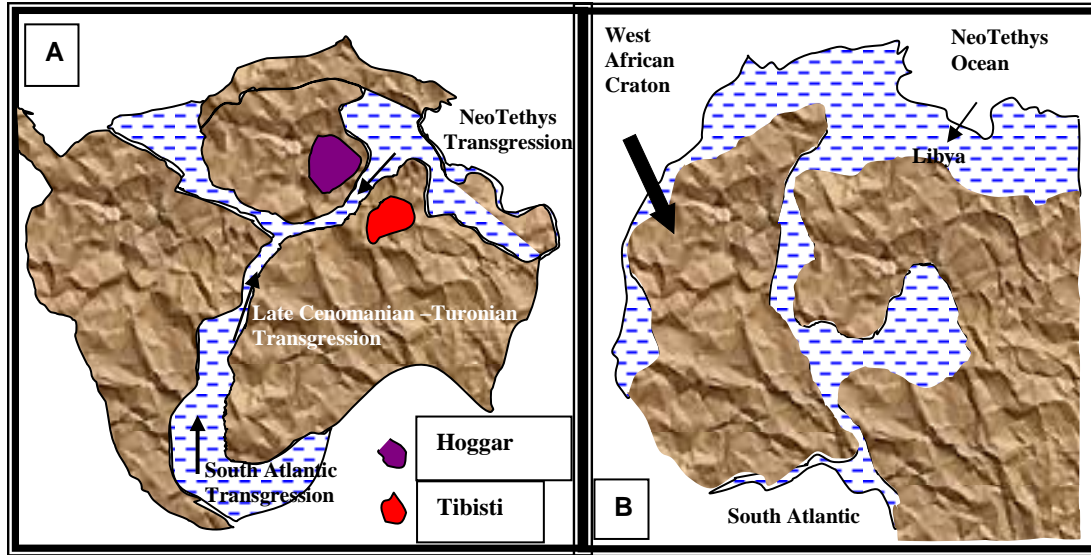 A
NeoTethys
Transgression
Late Cenomanian –Turonian
Transgression
South Atlantic
Transgression
Hoggar
Tibisti
West
African
Craton
NeoTethys
Ocean
Libya
South Atlantic
B